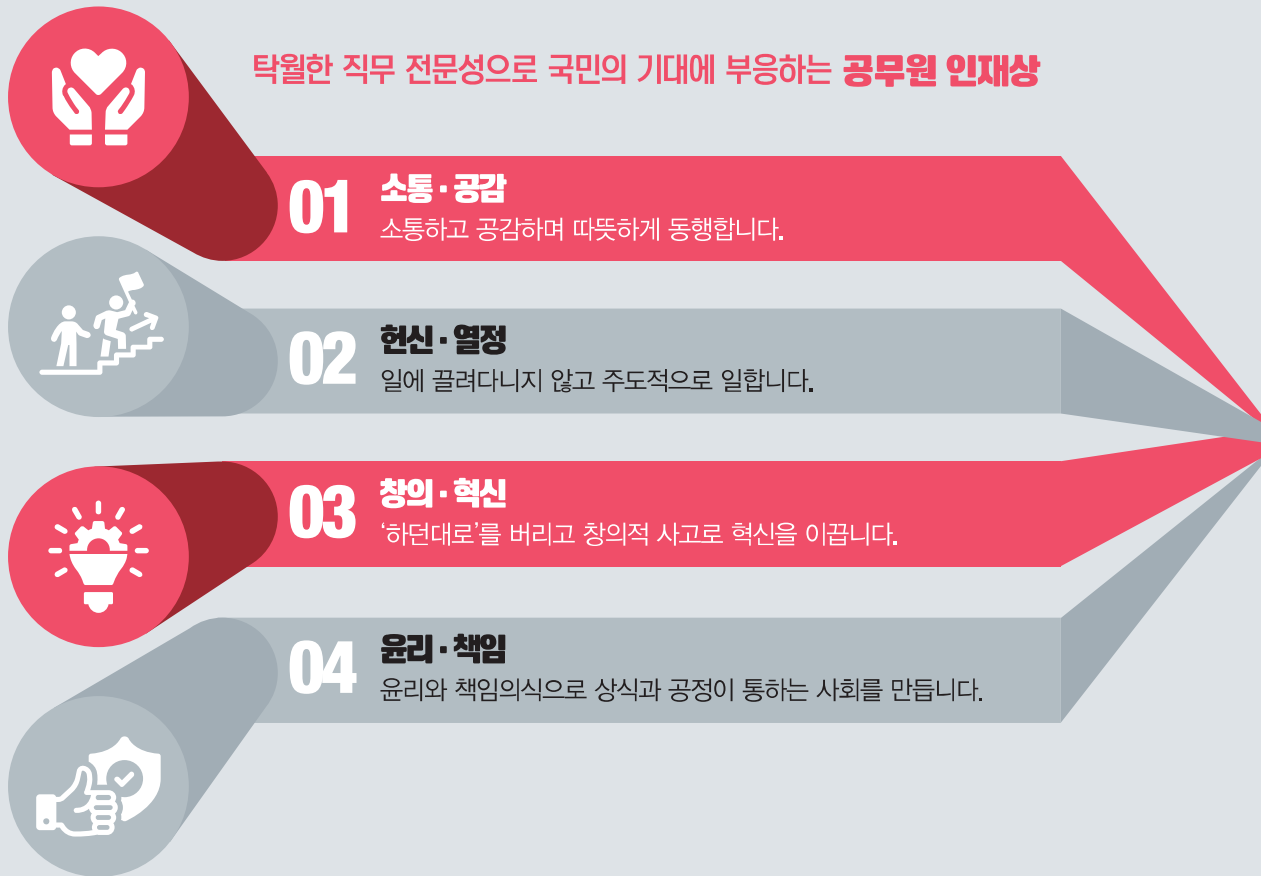 탁월한 직무 전문성으로 국민의 기대에 부응하는 공무원 인재상
01
소통·공감
소통하고 공감하며 따뜻하게 동행합니다.
02
헌신·열정
일에 끌려다니지 않고 주도적으로 일합니다.
03
창의·혁신
‘하던대로’를 버리고 창의적 사고로 혁신을 이끕니다.
04
윤리·책임
윤리와 책임의식으로 상식과 공정이 통하는 사회를 만듭니다.